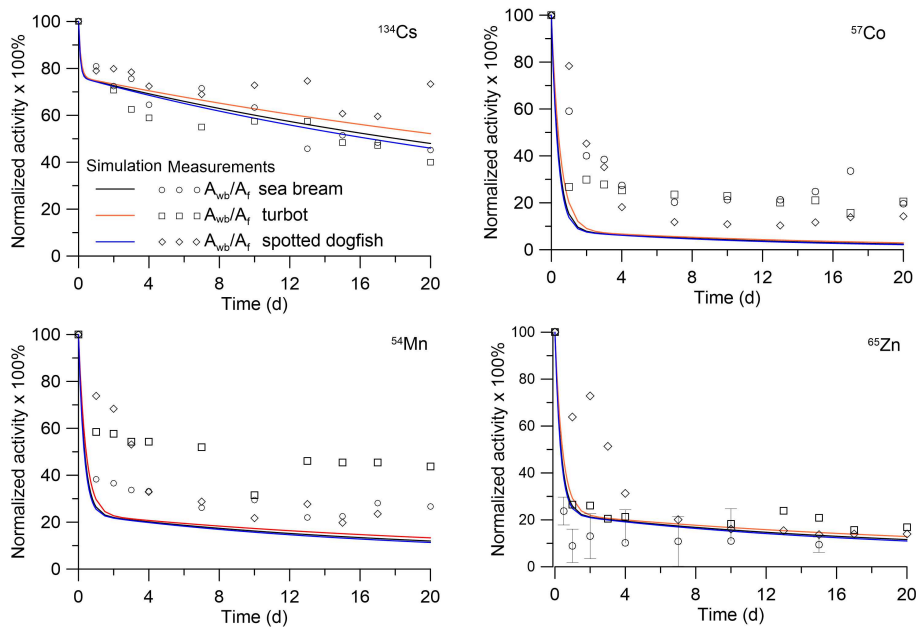 100
80
60
40
20
0
Normalized activity x 100%
134Cs
Simulation Measurements
Awb/Af sea bream
Awb/Af turbot
Awb/Af spotted dogfish
0 4 8 12 16 20
Time (d)
100
80
60
40
20
0
Normalized activity x 100%
57Co
0 4 8 12 16 20
Time (d)
100
80
60
40
20
0
Normalized activity x 100%
54Mn
0 4 8 12 16 20
Time (d)
100
80
60
40
20
0
Normalized activity x 100%
65Zn
0 4 8 12 16 20
Time (d)